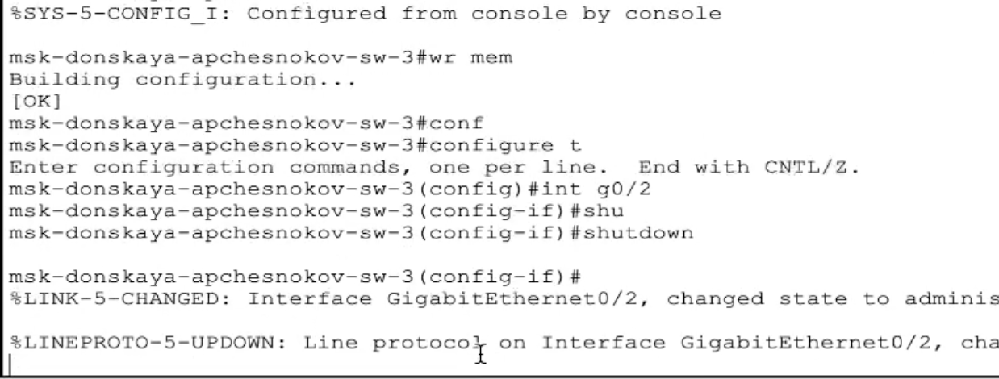 %SYS-5-CONFIG_I: Configured from console by console
msk-donskaya-apchesnokov-sw-3#wr mem
Building configuration...
[OK]
msk-donskaya-apchesnokov-sw-3#conf
msk-donskaya-apchesnokov-sw-3#configure t
Enter configuration commands, one per line.  End with CNTL/Z.
msk-donskaya-apchesnokov-sw-3(config)#int g0/2
msk-donskaya-apchesnokov-sw-3(config-if)#shu
msk-donskaya-apchesnokov-sw-3(config-if)#shutdown
msk-donskaya-apchesnokov-sw-3(config-if)#
%LINK-5-CHANGED: Interface GigabitEthernet0/2, changed state to adminis
%LINEPROTO-5-UPDOWN: Line protocol on Interface GigabitEthernet0/2, cha